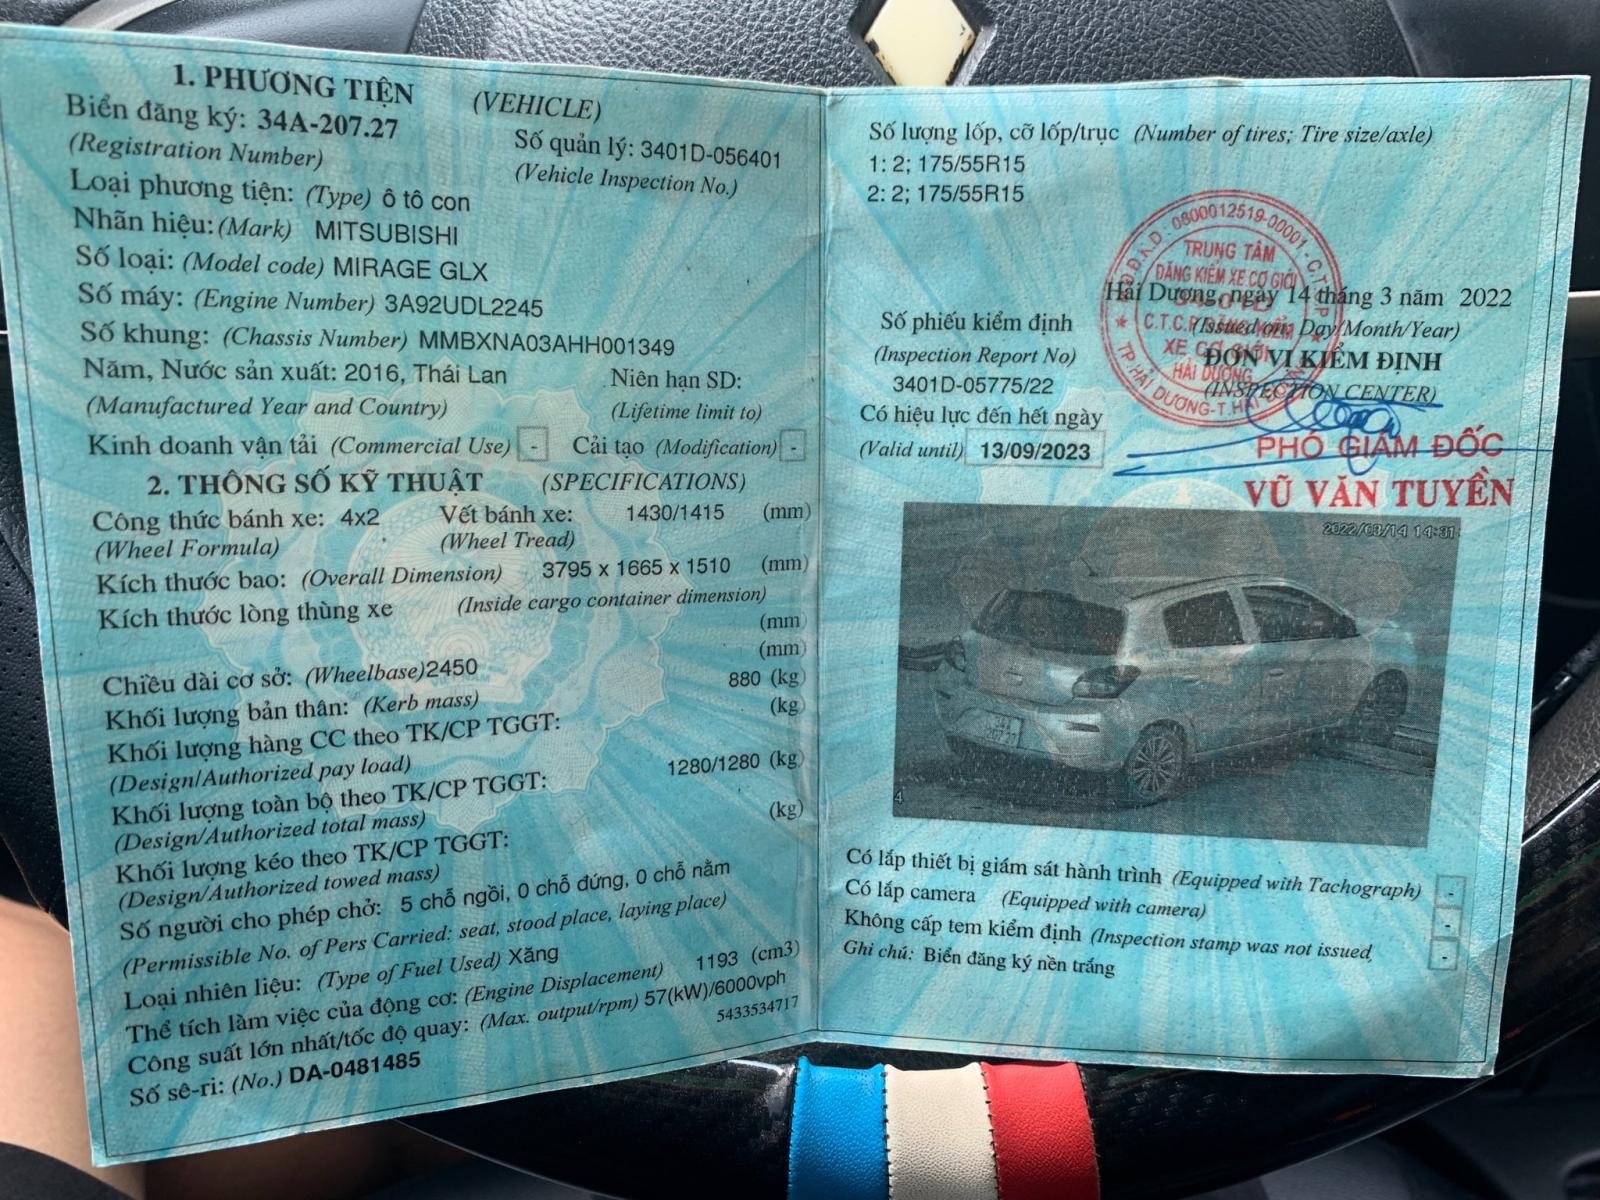 1. PHƯƠNG TIỆN (VEHICLE)
Biển đăng ký: 34A-207.27
(Registration Number)
Số quản lý: 3401D-056401
(Vehicle Inspection No.)
Loại phương tiện: (Type) ô tô con
Nhãn hiệu: (Mark) MITSUBISHI
Số loại: (Model code) MIRAGE GLX
Số máy: (Engine Number) 3A92UDL2245
Số khung: (Chassis Number) MMBXNA03AHH001349
Năm, Nước sản xuất: 2016, Thái Lan Niên hạn SD:
(Manufactured Year and Country) (Lifetime limit to)
Kinh doanh vận tải (Commercial Use) - Cải tạo (Modification) -
2. THÔNG SỐ KỸ THUẬT (SPECIFICATIONS)
Công thức bánh xe: 4x2 Vết bánh xe: 1430/1415 (mm)
(Wheel Formula) (Wheel Tread)
Kích thước bao: (Overall Dimension) 3795 x 1665 x 1510 (mm)
Kích thước lòng thùng xe (Inside cargo container dimension)
(mm)
Chiều dài cơ sở: (Wheelbase)2450 (mm)
Khối lượng bản thân: (Kerb mass) 880 (kg)
Khối lượng hàng CC theo TK/CP TGGT: (kg)
(Design/Authorized pay load)
Khối lượng toàn bộ theo TK/CP TGGT: 1280/1280 (kg)
(Design/Authorized total mass)
Khối lượng kéo theo TK/CP TGGT: (kg)
(Design/Authorized towed mass)
Số người cho phép chở: 5 chỗ ngồi, 0 chỗ đứng, 0 chỗ nằm
(Permissible No. of Pers Carried: seat, stood place, laying place)
Loại nhiên liệu: (Type of Fuel Used) Xăng
Thể tích làm việc của động cơ: (Engine Displacement) 1193 (cm3)
Công suất lớn nhất/tốc độ quay: (Max. output/rpm) 57(kW)/6000vph
5433534717
Số sê-ri: (No.) DA-0481485
Số lượng lốp, cỡ lốp/trục (Number of tires; Tire size/axle)
1: 2; 175/55R15
2: 2; 175/55R15
TRUNG TÂM
ĐĂNG KIỂM XE CƠ GIỚI
C.T.C.P ĐĂNG KIỂM
XE CƠ GIỚI
HẢI DƯƠNG
Hải Dương, ngày 14 tháng 3 năm 2022
(Issued on: Day/Month/Year)
Số phiếu kiểm định
(Inspection Report No)
3401D-05775/22
ĐƠN VỊ KIỂM ĐỊNH
(INSPECTION CENTER)
Có hiệu lực đến hết ngày
(Valid until) 13/09/2023
PHÓ GIÁM ĐỐC
VŨ VĂN TUYỀN
2022/03/14 14:31
34A
20727
4
Có lắp thiết bị giám sát hành trình (Equipped with Tachograph) -
Có lắp camera (Equipped with camera) -
Không cấp tem kiểm định (Inspection stamp was not issued, -
Ghi chú: Biển đăng ký nền trắng